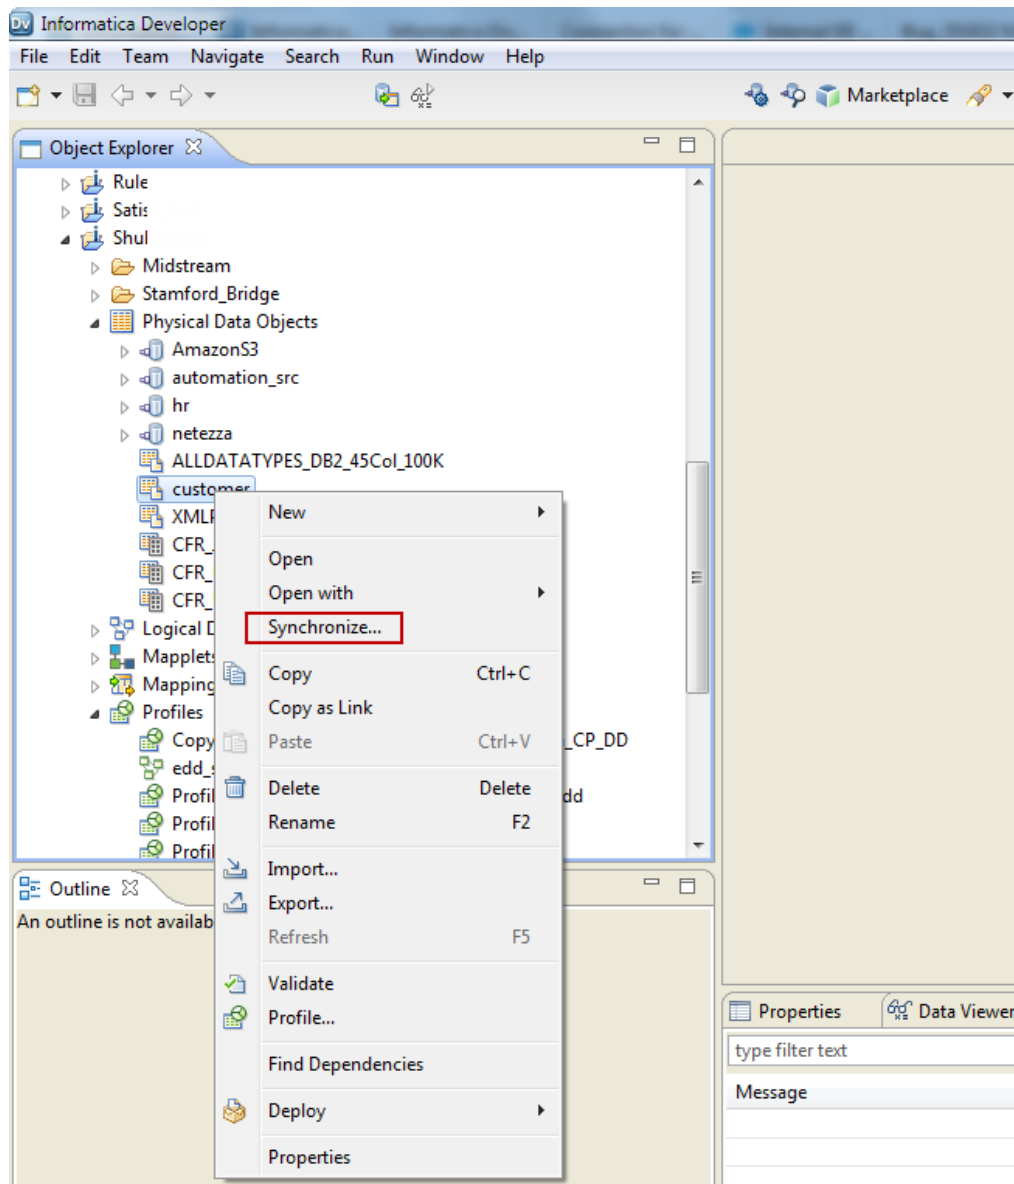 Dv Informatica Developer
File Edit Team Navigate Search Run Window Help
Marketplace
Object Explorer
Rule
Satis
Shul
Midstream
Stamford_Bridge
Physical Data Objects
AmazonS3
automation_src
hr
netezza
ALLDATATYPES_DB2_45Col_100K
customer
New
XMLP
CFR_
Open
CFR_
Open with
CFR_
Synchronize...
Logical D
Mapplets
Copy Ctrl+C
Mapping
Copy as Link
Profiles
Copy
Paste Ctrl+V
_CP_DD
edd_s
Delete Delete
Profil
dd
Rename F2
Profil
Profil
Import...
Outline
Export...
An outline is not availab
Refresh F5
Validate
Profile...
Properties Data Viewer
type filter text
Find Dependencies
Message
Deploy
Properties